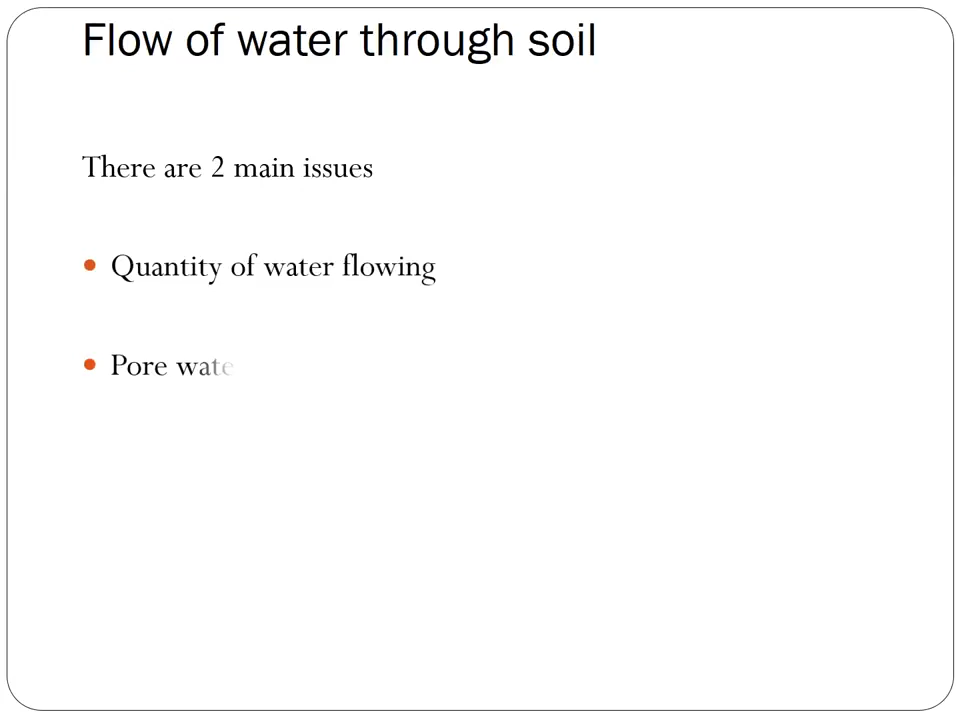 Flow of water through soil
There are 2 main issues
• Quantity of water flowing
• Pore wate